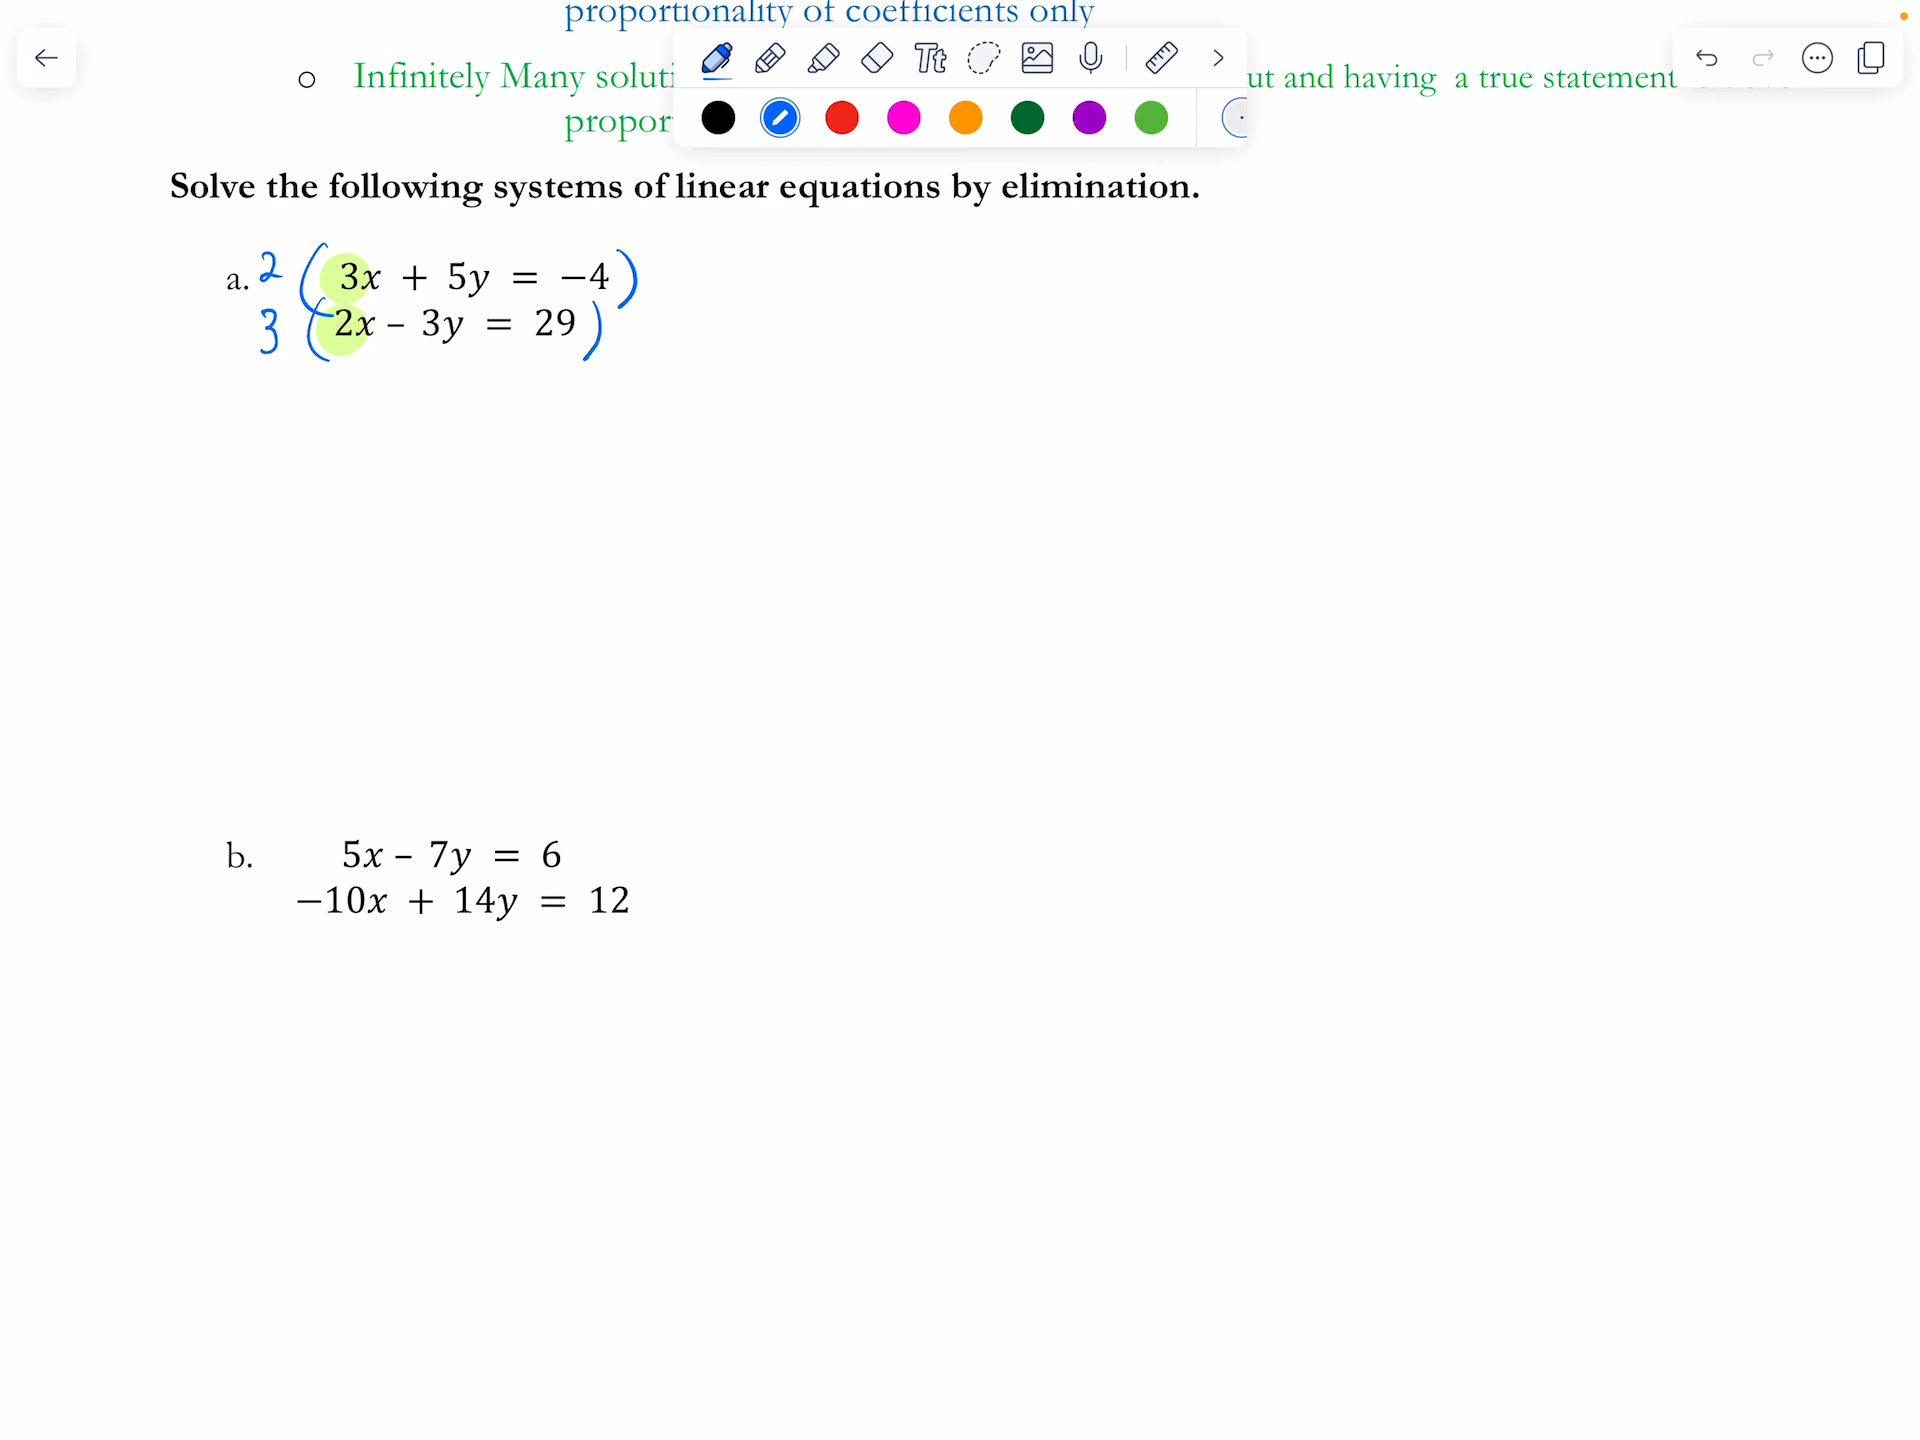 proportionality of coefficients only
○ Infinitely Many soluti ut and having a true statement
propor
Tt
Solve the following systems of linear equations by elimination.
a. 2 ( 3x + 5y = −4 )
3 ( 2x – 3y = 29 )
b. 5x – 7y = 6
−10x + 14y = 12